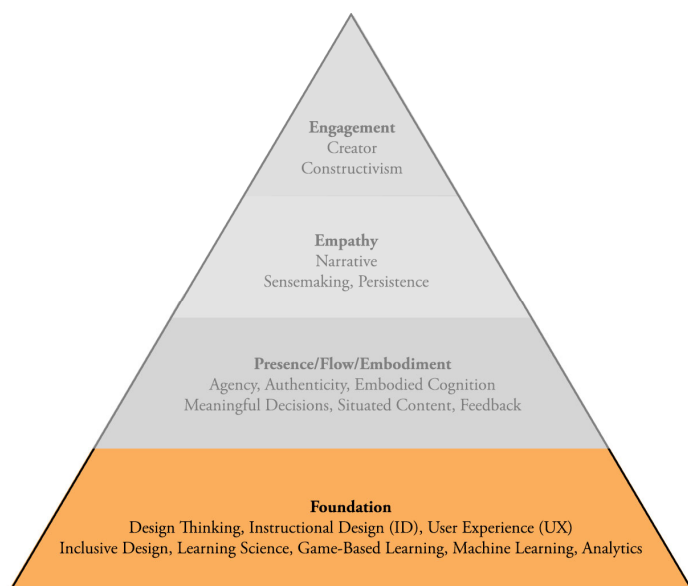 Engagement
Creator
Constructivism
Empathy
Narrative
Sensemaking, Persistence
Presence/Flow/Embodiment
Agency, Authenticity, Embodied Cognition
Meaningful Decisions, Situated Content, Feedback
Foundation
Design Thinking, Instructional Design (ID), User Experience (UX)
Inclusive Design, Learning Science, Game-Based Learning, Machine Learning, Analytics